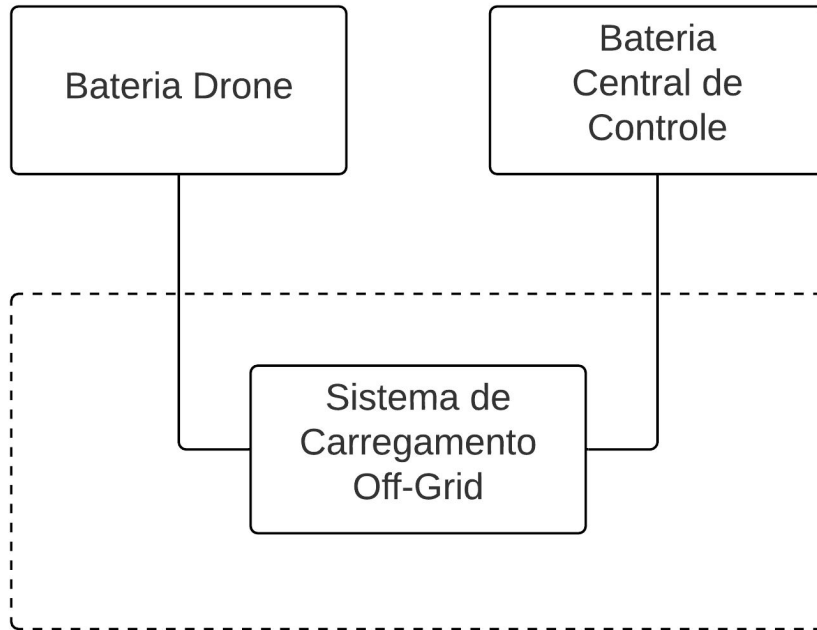 Bateria Drone
Bateria
Central de
Controle
Sistema de
Carregamento
Off-Grid